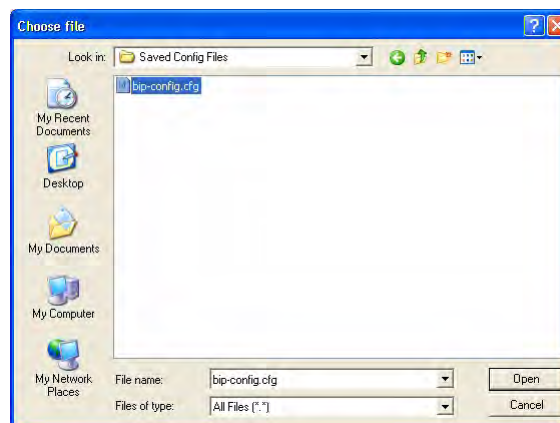 Choose file
Look in:
Saved Config Files
bip-config.cfg
My Recent
Documents
Desktop
My Documents
My Computer
My Network
Places
File name:
bip-config.cfg
Open
Files of type:
All Files (*.*)
Cancel